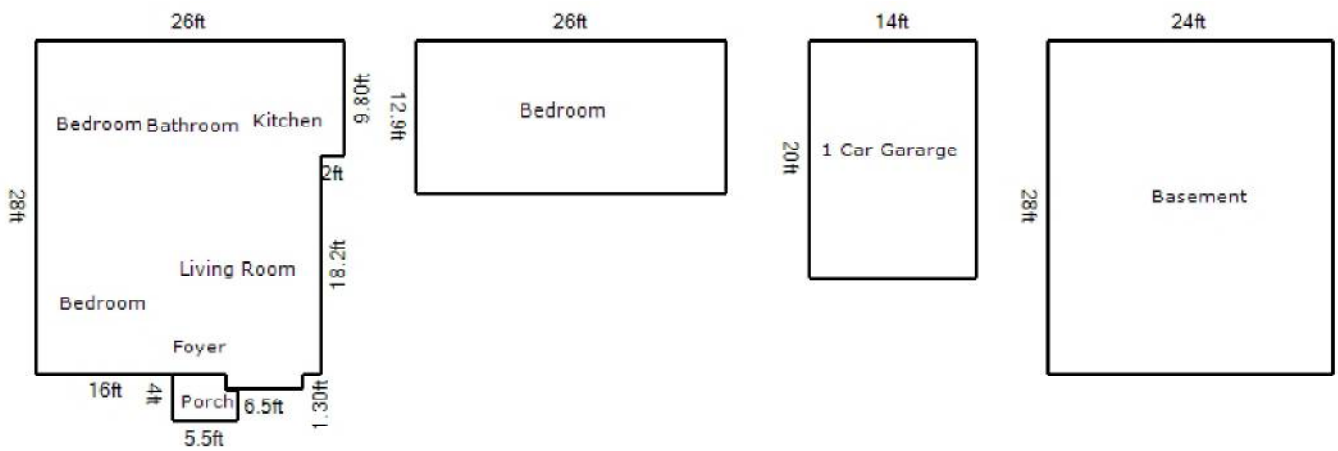 26ft
26ft
14ft
24ft
9.80ft
12.9ft
Bedroom Bathroom Kitchen
Bedroom
20ft
1 Car Gararge
2ft
28ft
28ft
Basement
18.2ft
Living Room
Bedroom
Foyer
16ft
4ft
Porch
6.5ft
1.30ft
5.5ft